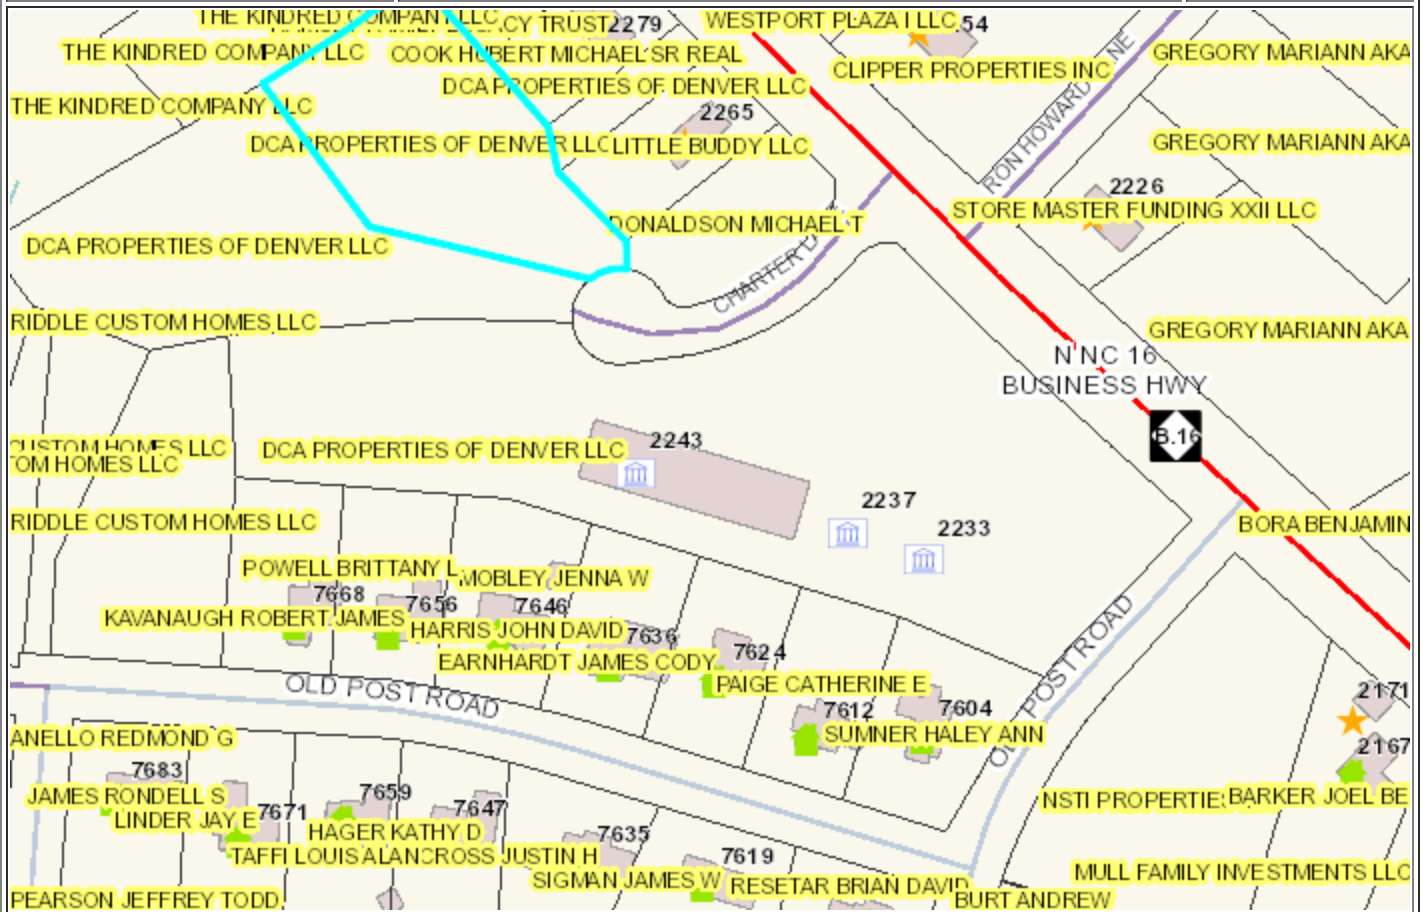 THE KINDRED COMPANY LLC
CY TRUST
2279
WESTPORT PLAZA I LLC
54
THE KINDRED COMPANY LLC
COOK HUBERT MICHAEL SR REAL
GREGORY MARIANN AKA
CLIPPER PROPERTIES INC
DCA PROPERTIES OF DENVER LLC
THE KINDRED COMPANY LLC
2265
RON HOWARD
DCA PROPERTIES OF DENVER LLC
LITTLE BUDDY LLC
GREGORY MARIANN AKA
2226
STORE MASTER FUNDING XXII LLC
DONALDSON MICHAEL T
DCA PROPERTIES OF DENVER LLC
CHARTER
RIDDLE CUSTOM HOMES LLC
GREGORY MARIANN AKA
N NC 16
BUSINESS HWY
B.16
CUSTOM HOMES LLC
OM HOMES LLC
DCA PROPERTIES OF DENVER LLC
2243
2237
2233
RIDDLE CUSTOM HOMES LLC
BORA BENJAMIN
POWELL BRITTANY L
MOBLEY JENNA W
7668
7656
7646
KAVANAUGH ROBERT JAMES
HARRIS JOHN DAVID
7636
7624
EARNHARDT JAMES CODY
PAIGE CATHERINE E
OLD POST ROAD
OLD POST ROAD
7612
7604
SUMNER HALEY ANN
2171
2167
ANELLO REDMOND G
7683
JAMES RONDELL S
7659
7647
7671
LINDER JAY E
HAGER KATHY D
7635
NSTI PROPERTIE
BARKER JOEL BE
TAFFI LOUIS ALAN
CROSS JUSTIN H
7619
SIGMAN JAMES W
RESETAR BRIAN DAVID
MULL FAMILY INVESTMENTS LLC
PEARSON JEFFREY TODD
BURT ANDREW